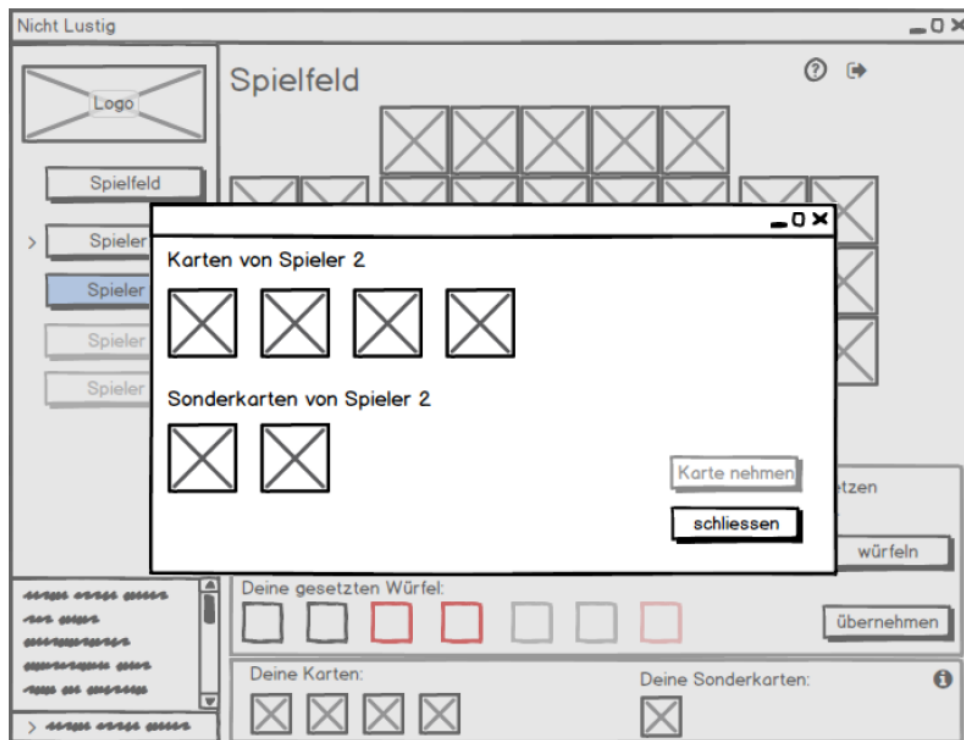 Nicht Lustig
Logo
Spielfeld
Spielfeld
Spieler
Spieler
Spieler
Spieler
Karten von Spieler 2
Sonderkarten von Spieler 2
Karte nehmen
schliessen
würfeln
Deine gesetzten Würfel:
übernehmen
Deine Karten:
Deine Sonderkarten: